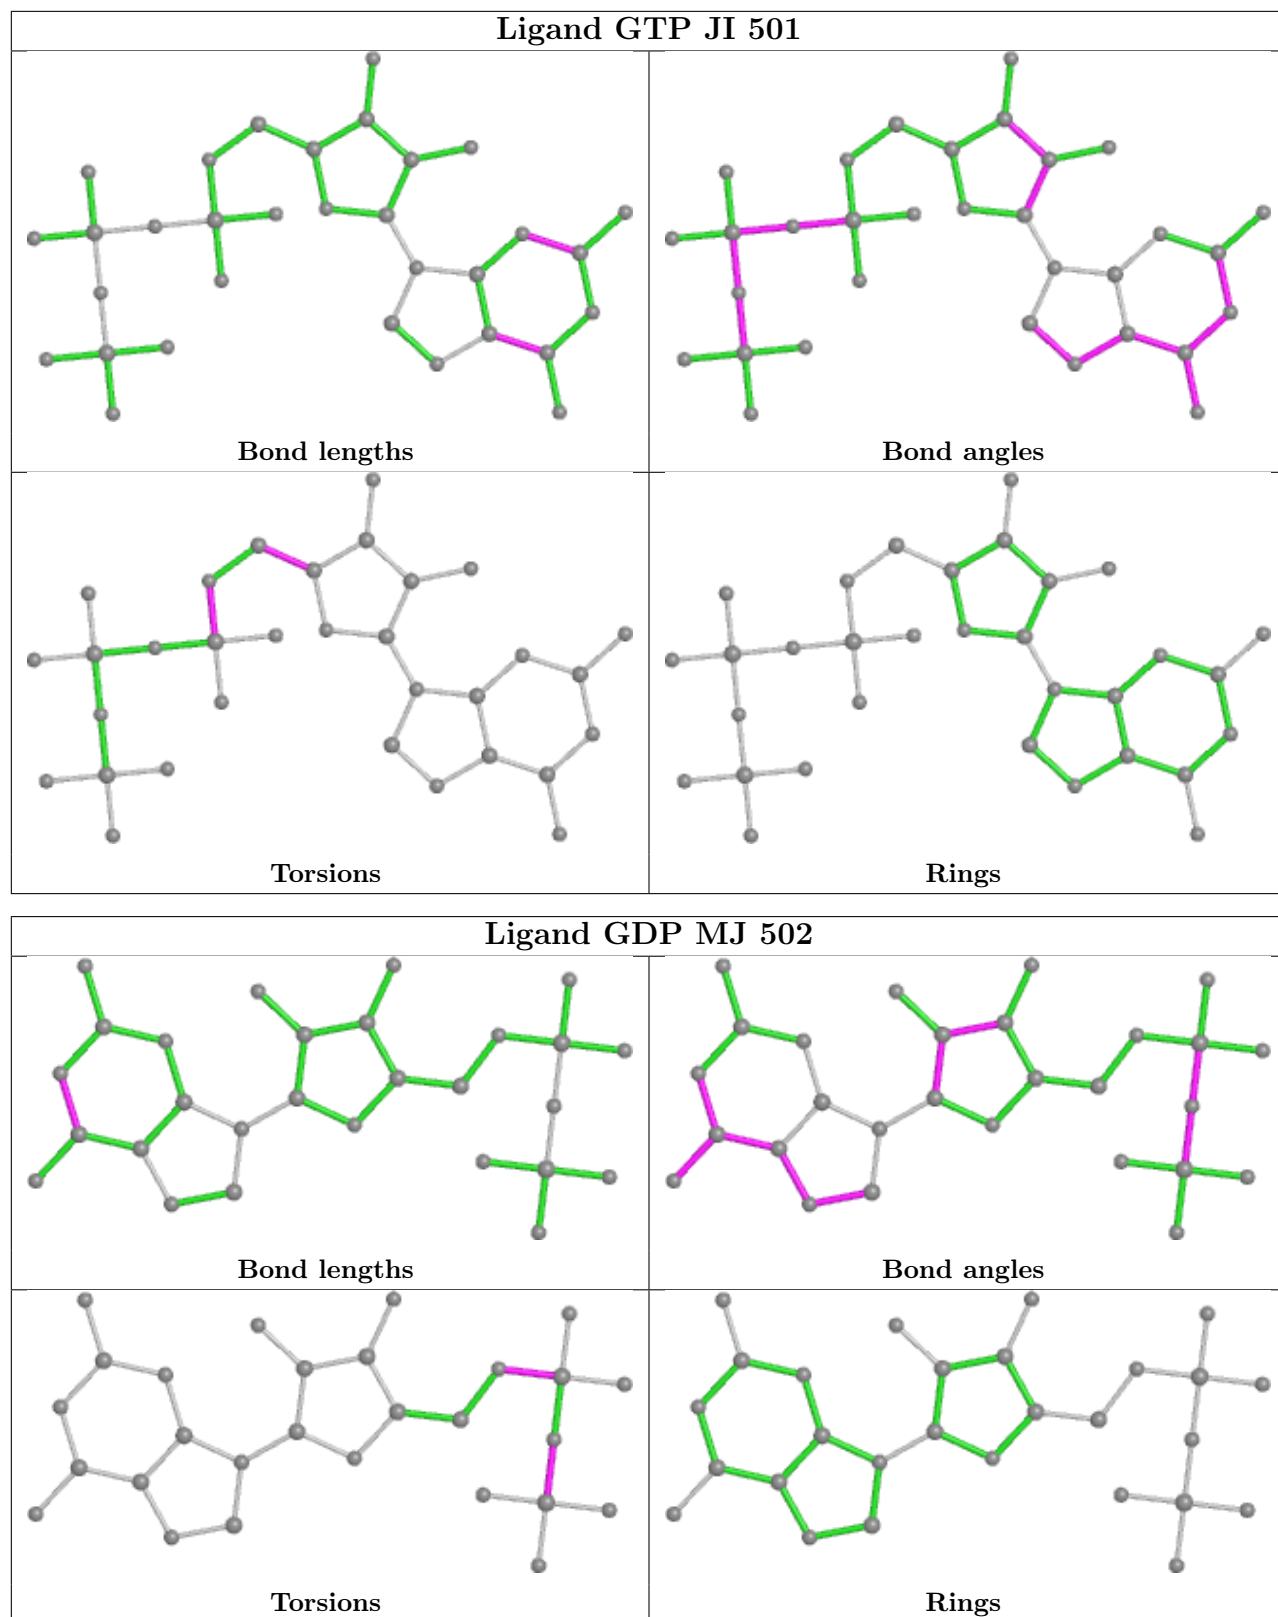 Ligand GTP JI 501
Bond lengths
Bond angles
Torsions
Rings
Ligand GDP MJ 502
Bond lengths
Bond angles
Torsions
Rings